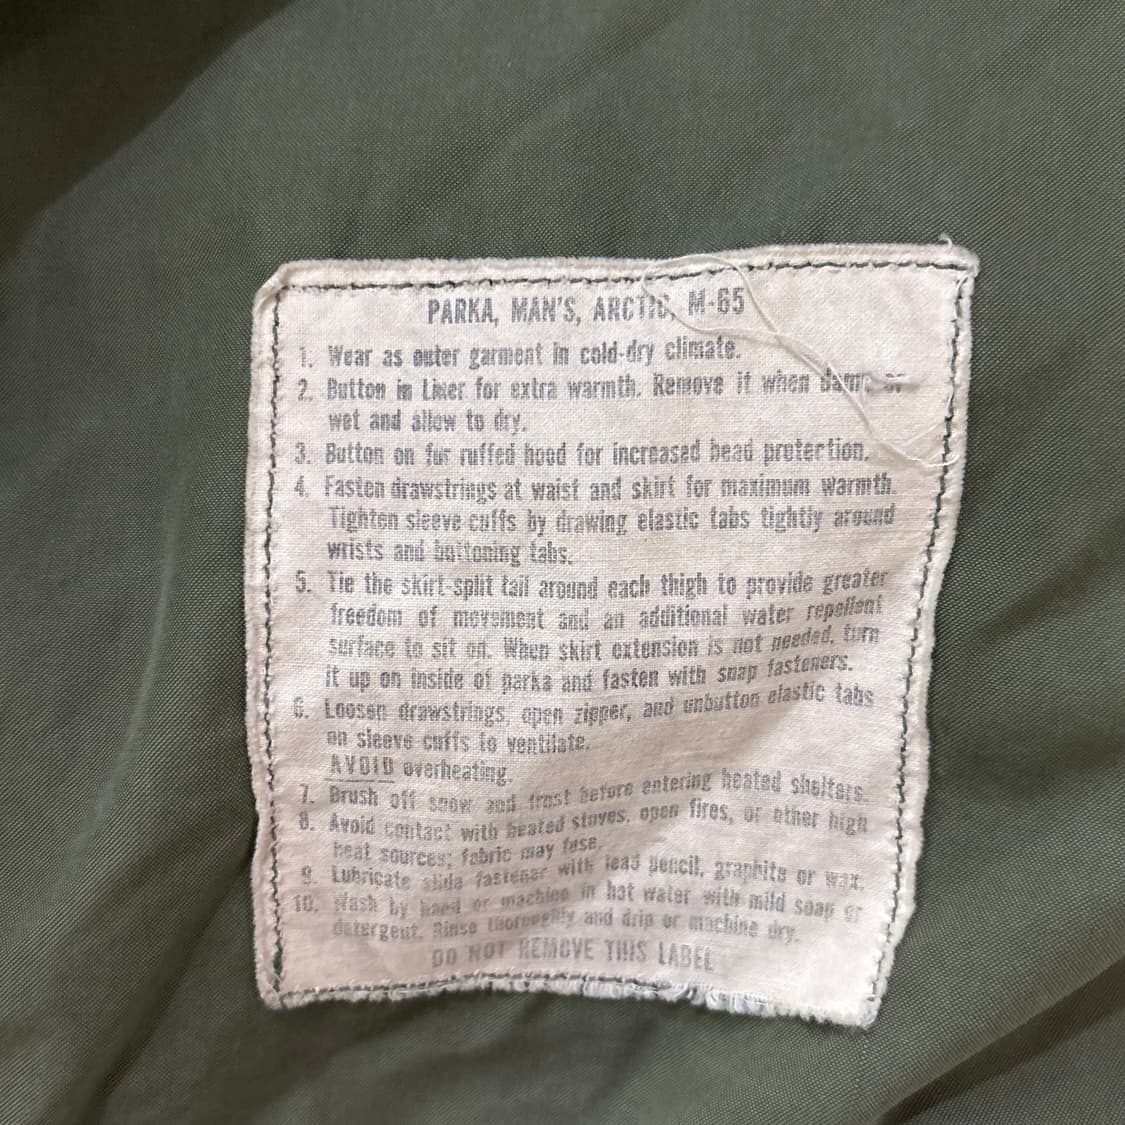 PARKA, MAN'S, ARCTIC, M-65
1. Wear as outer garment in cold-dry climate.
2. Button in Liner for extra warmth. Remove it when damp or
wet and allow to dry.
3. Button on fur ruffed hood for increased head protection.
4. Fasten drawstrings at waist and skirt for maximum warmth.
Tighten sleeve cuffs by drawing elastic tabs tightly around
wrists and buttoning tabs.
5. Tie the skirt-split tail around each thigh to provide greater
freedom of movement and an additional water repellant
surface to sit on. When skirt extension is not needed, turn
it up on inside of parka and fasten with snap fasteners.
6. Loosen drawstrings, open zipper, and unbutton elastic tabs
on sleeve cuffs to ventilate.
AVOID overheating.
7. Brush off snow and frost before entering heated shelters.
8. Avoid contact with heated stoves, open fires, or other high
heat sources; fabric may fuse.
9. Lubricate slide fastener with lead pencil, graphite or wax.
10. Wash by hand or machine in hot water with mild soap or
detergent. Rinse thoroughly and drip or machine dry.
DO NOT REMOVE THIS LABEL